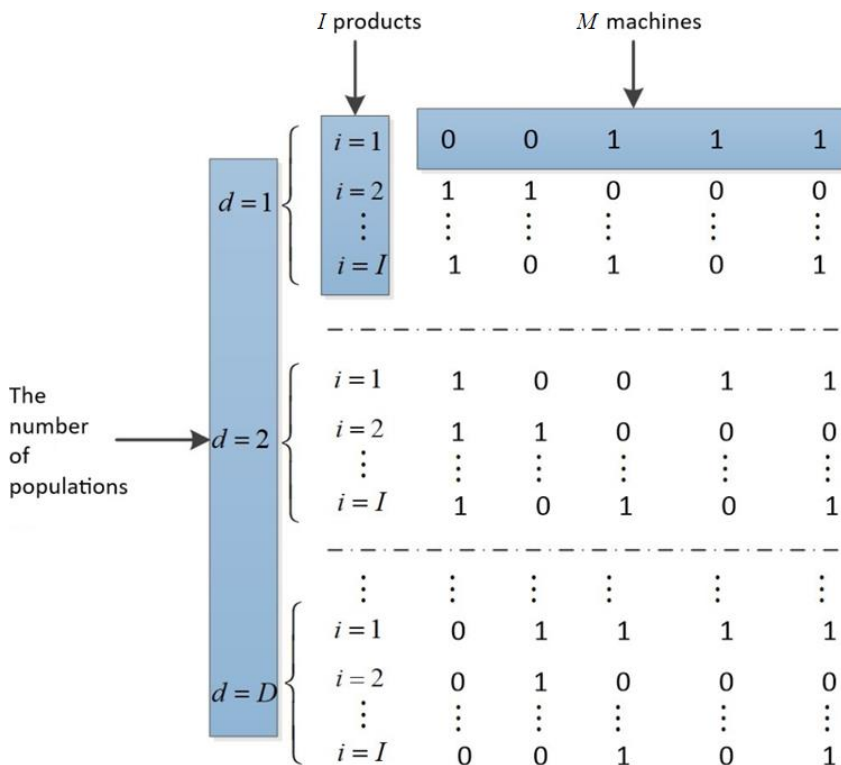 I products M machines
i = 1 0 0 1 1 1
d = 1 i = 2 1 1 0 0 0
⋮ ⋮ ⋮ ⋮ ⋮ ⋮
i = I 1 0 1 0 1
i = 1 1 0 0 1 1
The
number
of
populations
d = 2 i = 2 1 1 0 0 0
⋮ ⋮ ⋮ ⋮ ⋮ ⋮
i = I 1 0 1 0 1
⋮ ⋮ ⋮ ⋮ ⋮ ⋮
i = 1 0 1 1 1 1
d = D i = 2 0 1 0 0 0
⋮ ⋮ ⋮ ⋮ ⋮ ⋮
i = I 0 0 1 0 1